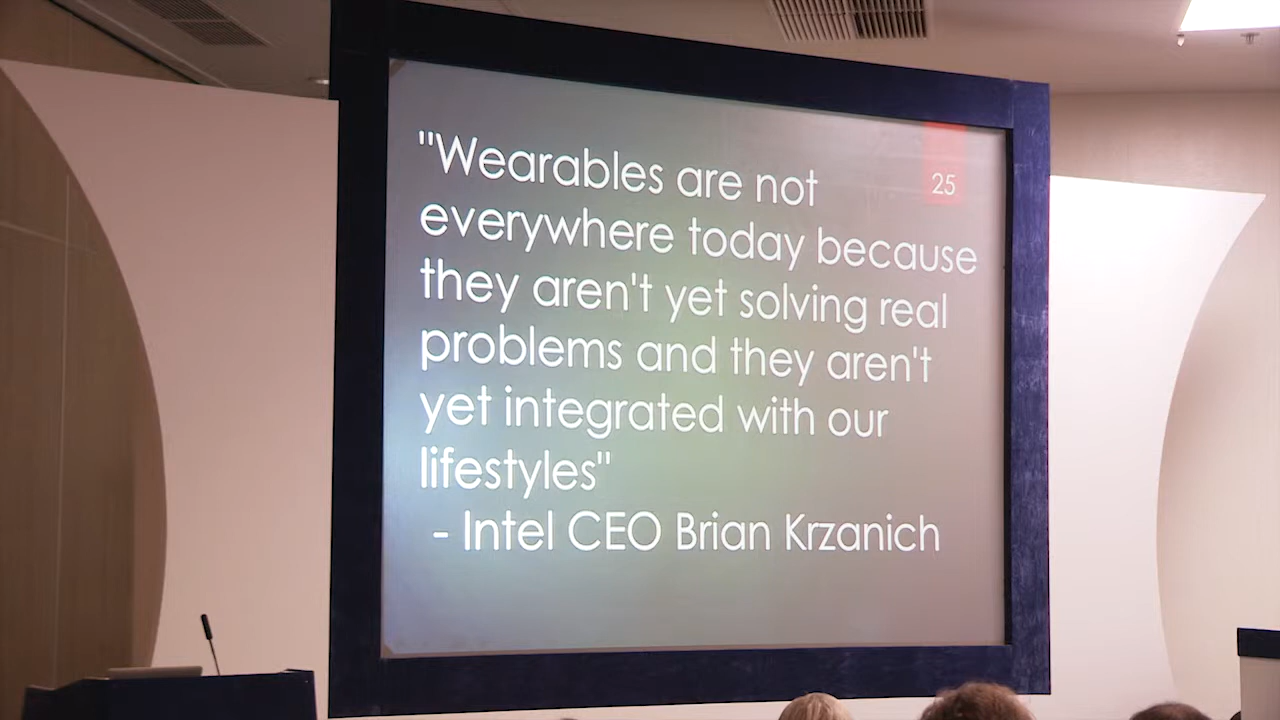 "Wearables are not
25
everywhere today because
they aren't yet solving real
problems and they aren't
yet integrated with our
lifestyles"
- Intel CEO Brian Krzanich